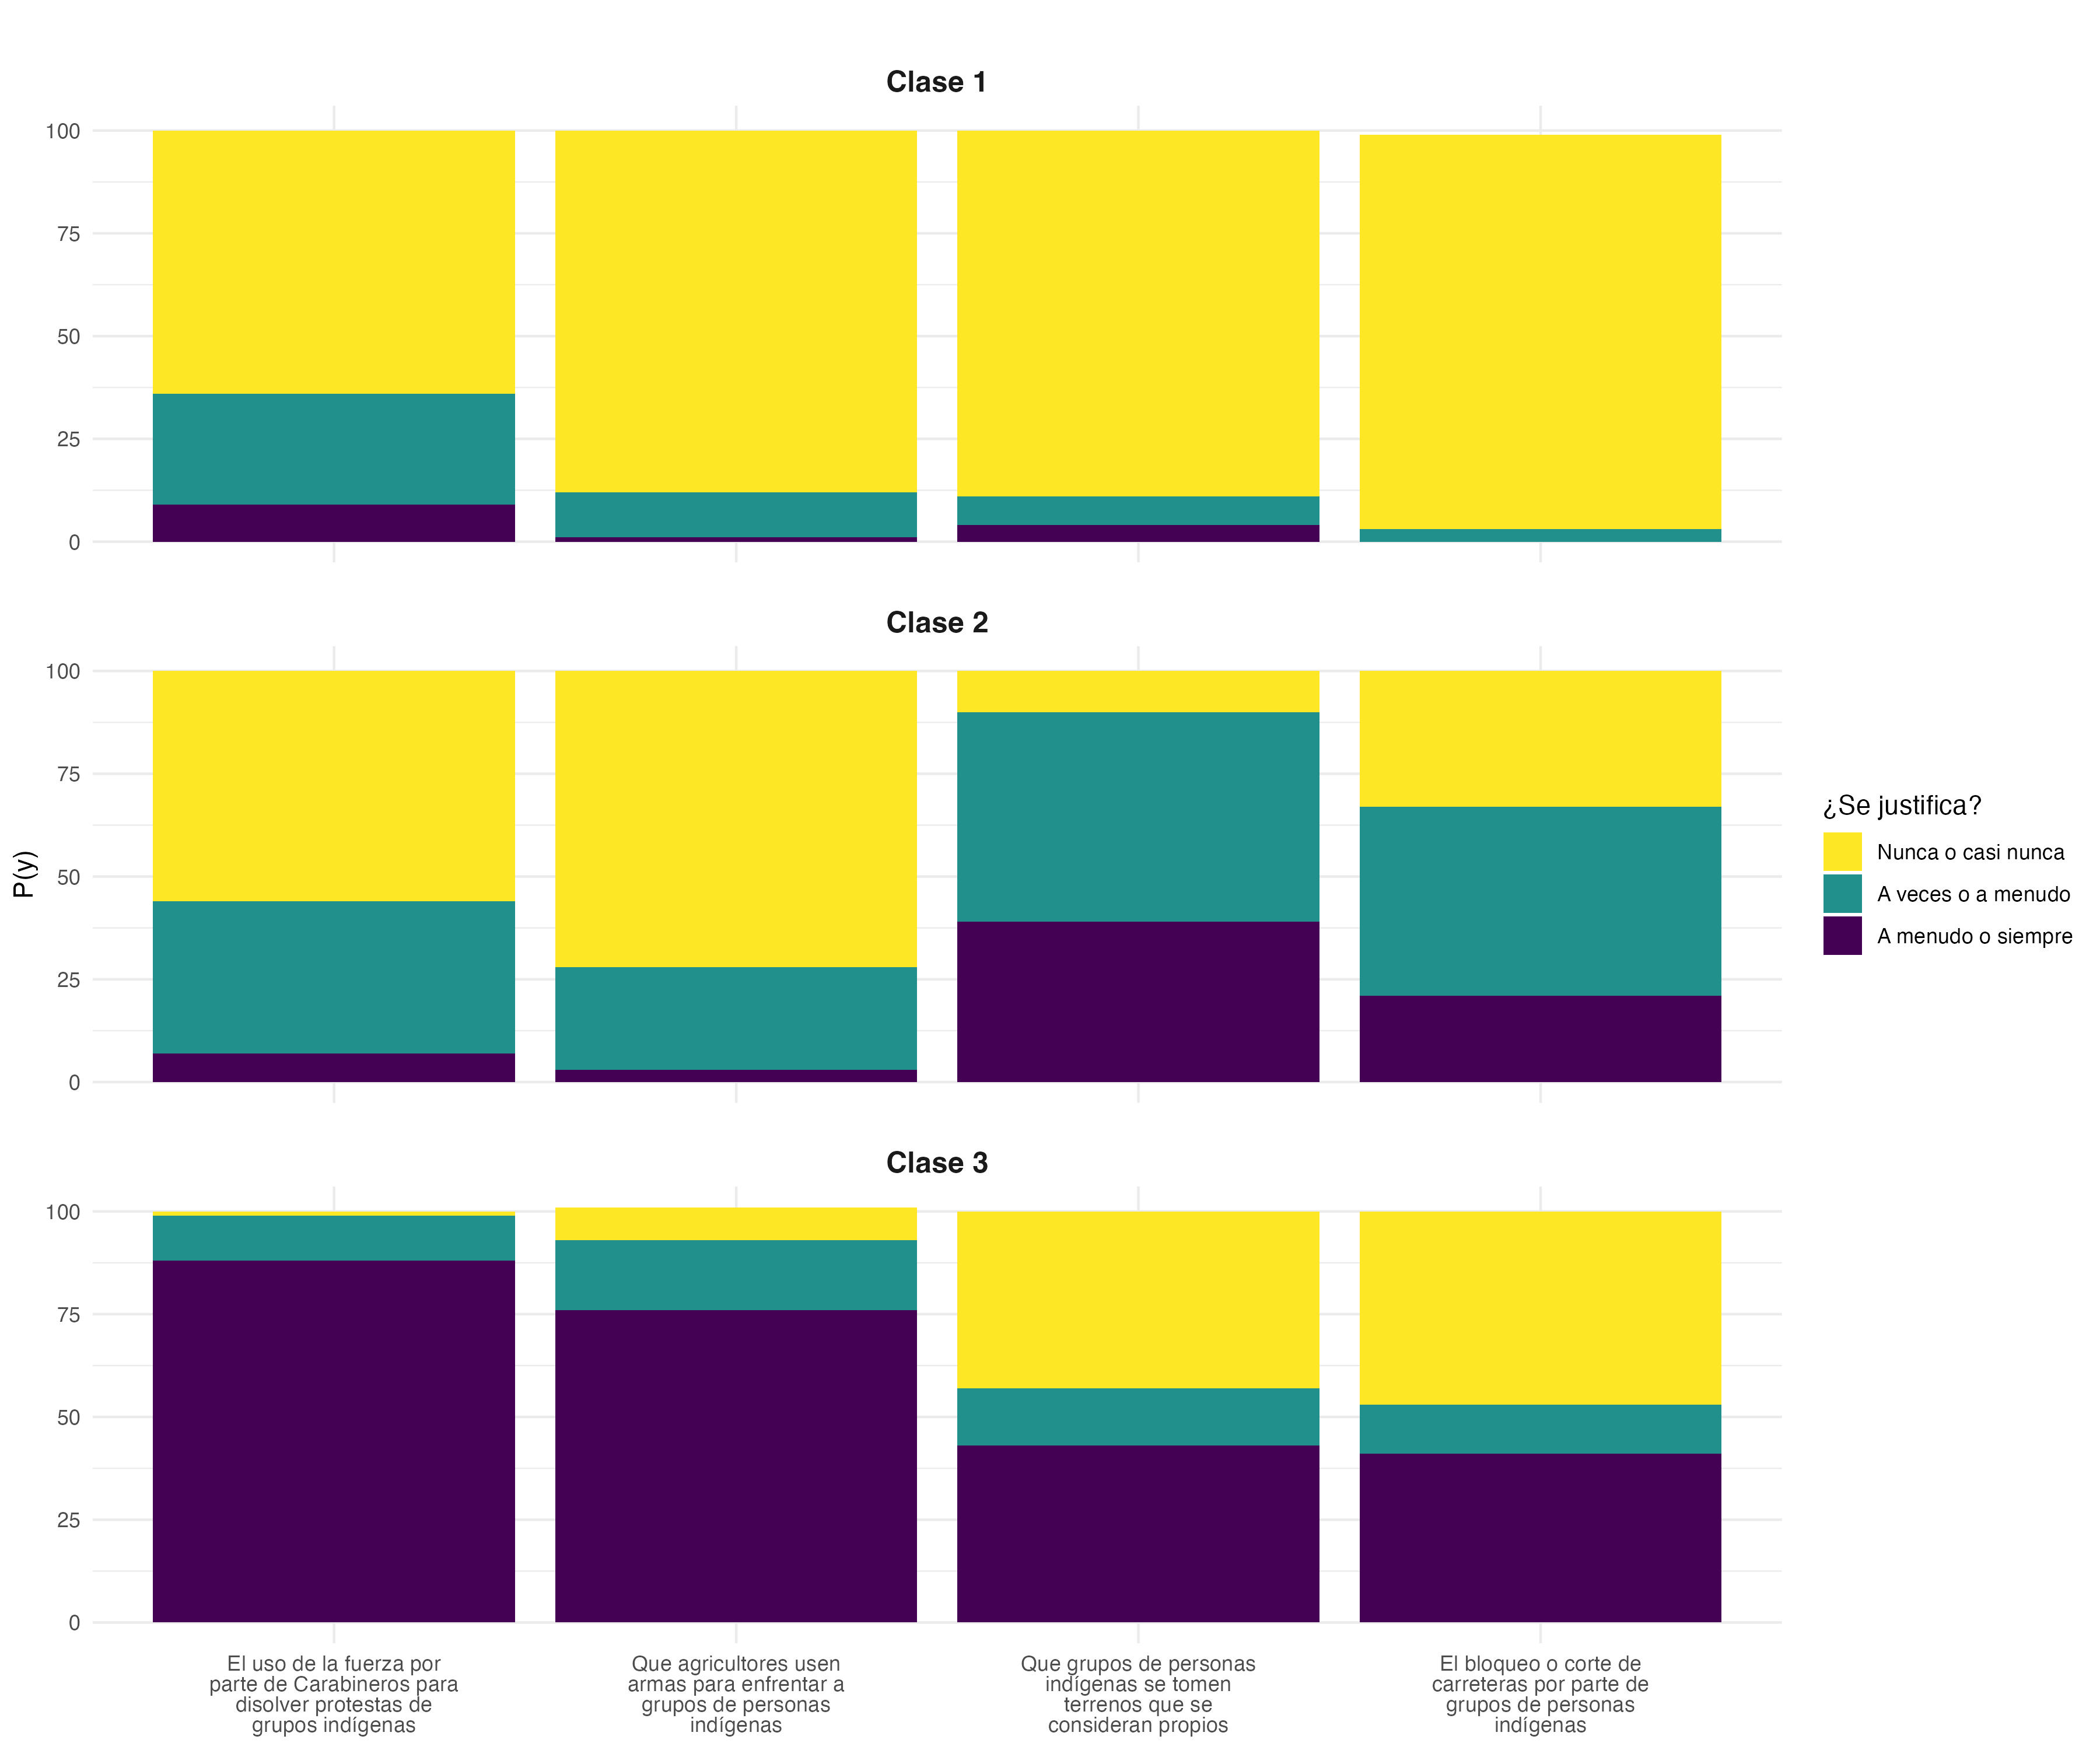 Clase 1
100
75
50
25
0
Clase 2
100
75
50
25
0
P(y)
Clase 3
100
75
50
25
0
El uso de la fuerza por
parte de Carabineros para
disolver protestas de
grupos indígenas
Que agricultores usen
armas para enfrentar a
grupos de personas
indígenas
Que grupos de personas
indígenas se tomen
terrenos que se
consideran propios
El bloqueo o corte de
carreteras por parte de
grupos de personas
indígenas
¿Se justifica?
Nunca o casi nunca
A veces o a menudo
A menudo o siempre